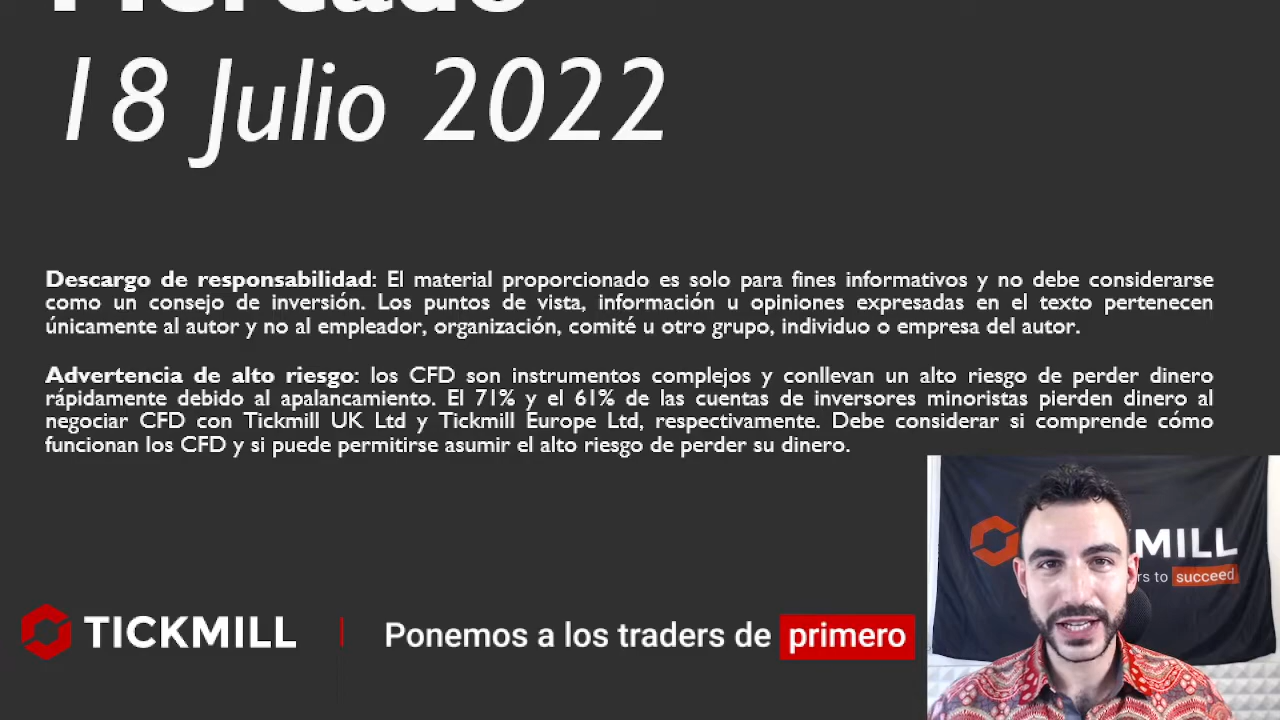 Mercado
18 Julio 2022
Descargo de responsabilidad: El material proporcionado es solo para fines informativos y no debe considerarse
como un consejo de inversión. Los puntos de vista, información u opiniones expresadas en el texto pertenecen
únicamente al autor y no al empleador, organización, comité u otro grupo, individuo o empresa del autor.
Advertencia de alto riesgo: los CFD son instrumentos complejos y conllevan un alto riesgo de perder dinero
rápidamente debido al apalancamiento. El 71% y el 61% de las cuentas de inversores minoristas pierden dinero al
negociar CFD con Tickmill UK Ltd y Tickmill Europe Ltd, respectivamente. Debe considerar si comprende cómo
funcionan los CFD y si puede permitirse asumir el alto riesgo de perder su dinero.
MILL
rs to succeed
TICKMILL
Ponemos a los traders de primero